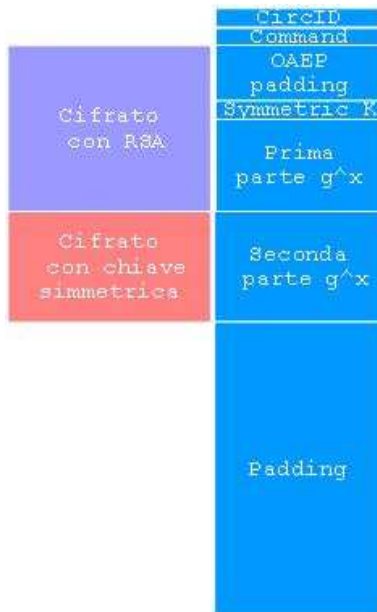 CircID
Command
OAEP
padding
Symmetric K
Cifrato
con RSA
Prima
parte g^x
Cifrato
con chiave
simmetrica
Seconda
parte g^x
Padding